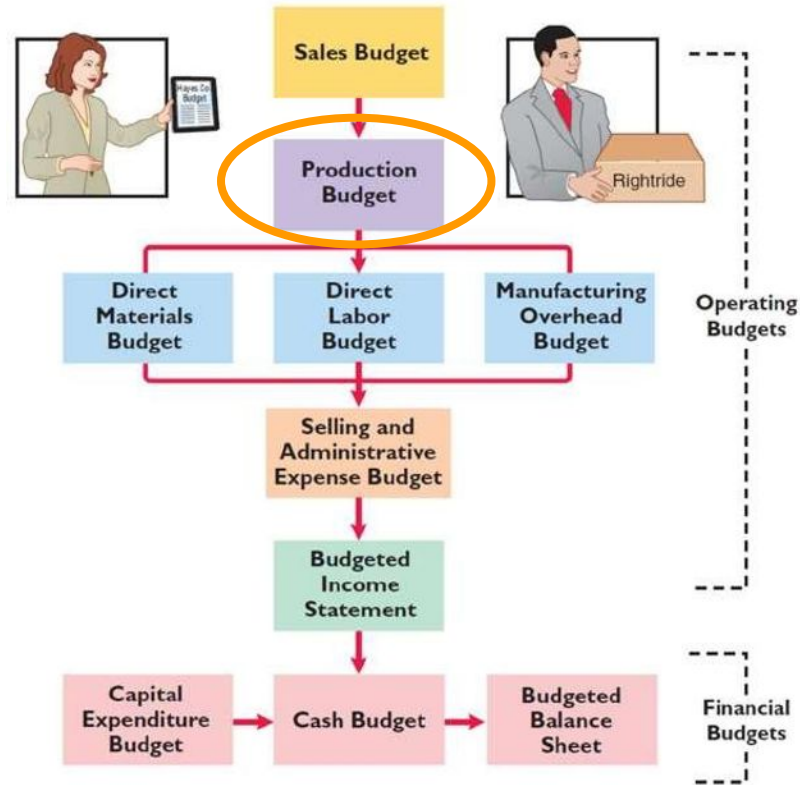 Sales Budget
Hayes Co.
Budget
Rightride
Production
Budget
Direct
Materials
Budget
Direct
Labor
Budget
Manufacturing
Overhead
Budget
Operating
Budgets
Selling and
Administrative
Expense Budget
Budgeted
Income
Statement
Capital
Expenditure
Budget
Cash Budget
Budgeted
Balance
Sheet
Financial
Budgets